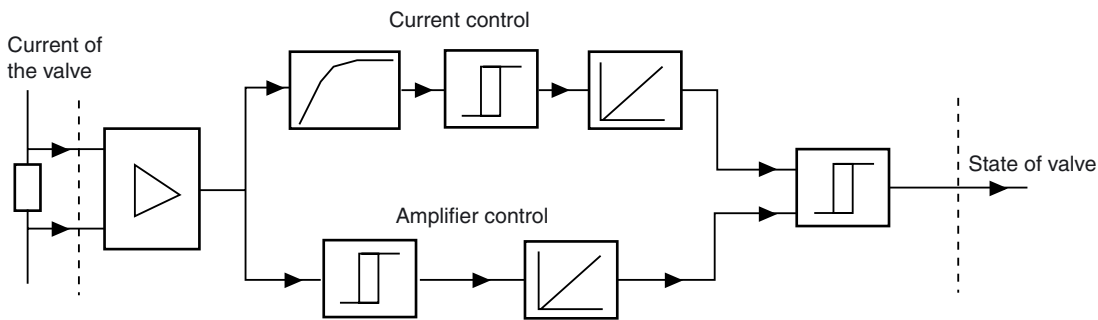 Current control
Current of
the valve
State of valve
Amplifier control